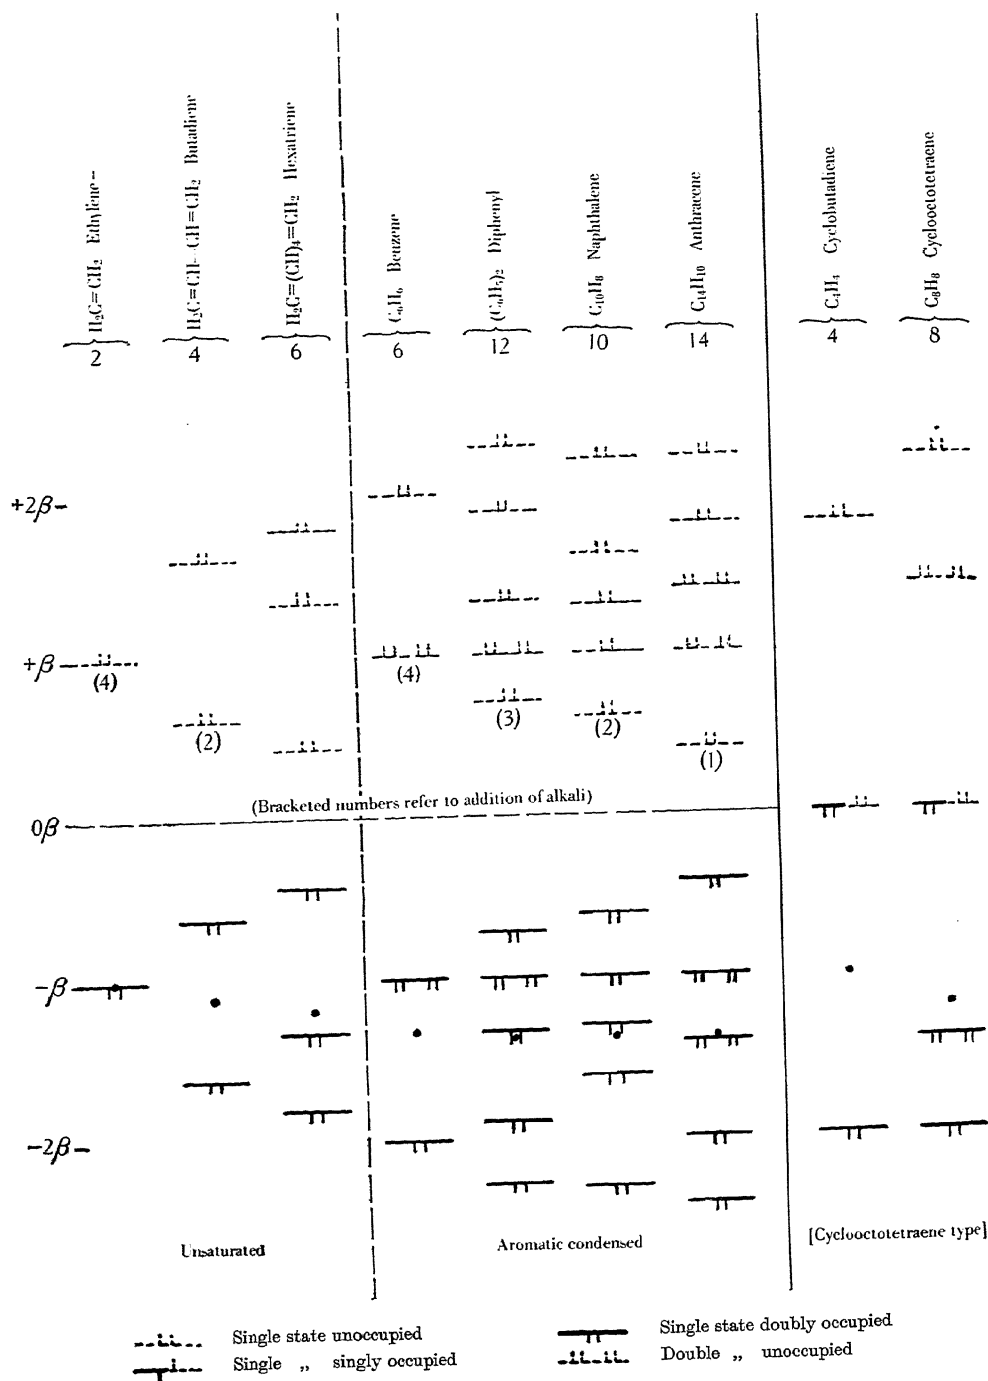 H₂C=CH₂ Ethylene--
H₂C=CH-CH=CH₂ Butadiene
H₂C=(CH)₄=CH₂ Hexatriene
C₆H₆ Benzene
(C₆H₅)₂ Diphenyl
C₁₀H₈ Naphthalene
C₁₄H₁₀ Anthracene
C₄H₄ Cyclobutadiene
C₈H₈ Cyclooctotetraene
2 4 6 6 12 10 14 4 8
+2β
+β
(4) (2) (4) (3) (2) (1)
(Bracketed numbers refer to addition of alkali)
0β
−β
−2β
Unsaturated Aromatic condensed [Cyclooctotetraene type]
Single state unoccupied
Single „ singly occupied
Single state doubly occupied
Double „ unoccupied